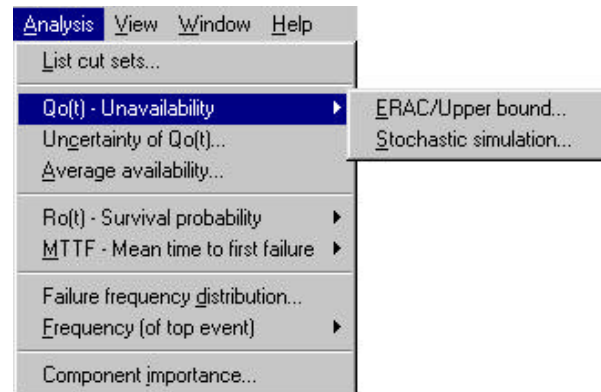 Analysis View Window Help
List cut sets...
Qo(t) - Unavailability
ERAC/Upper bound...
Stochastic simulation...
Uncertainty of Qo(t)...
Average availability...
Ro(t) - Survival probability
MTTF - Mean time to first failure
Failure frequency distribution...
Frequency (of top event)
Component importance...